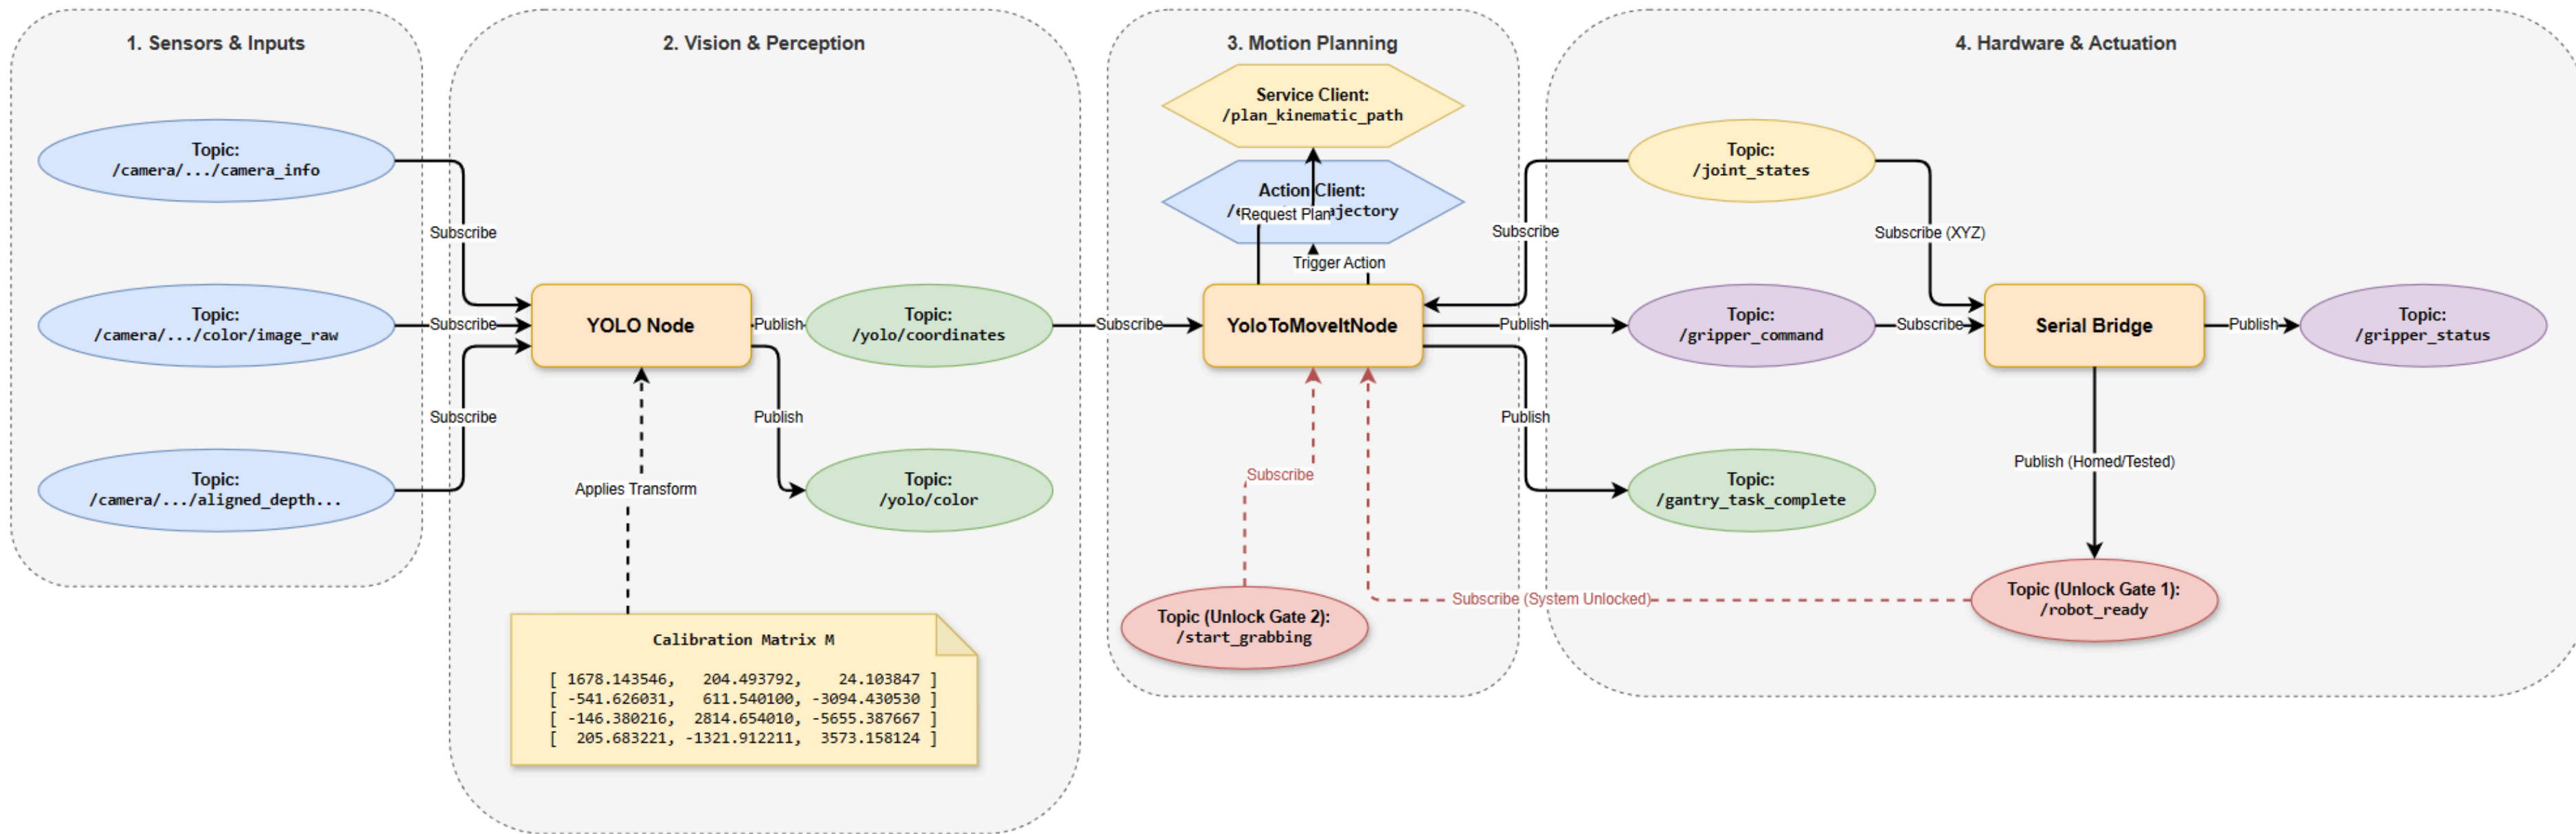 1. Sensors & Inputs
Topic:
/camera/.../camera_info
Topic:
/camera/.../color/image_raw
Topic:
/camera/.../aligned_depth...
Subscribe
Subscribe
Subscribe
2. Vision & Perception
YOLO Node
Publish
Publish
Topic:
/yolo/coordinates
Topic:
/yolo/color
Applies Transform
Calibration Matrix M
[ 1678.143546, 204.493792, 24.103847 ]
[ -541.626031, 611.540100, -3094.430530 ]
[ -146.380216, 2814.654010, -5655.387667 ]
[ 205.683221, -1321.912211, 3573.158124 ]
Subscribe
3. Motion Planning
Service Client:
/plan_kinematic_path
Action Client:
Request Plan
Trigger Action
YoloToMoveItNode
Subscribe
Topic (Unlock Gate 2):
/start_grabbing
Subscribe
Publish
Publish
Subscribe (System Unlocked)
4. Hardware & Actuation
Topic:
/joint_states
Topic:
/gripper_command
Topic:
/gantry_task_complete
Subscribe (XYZ)
Subscribe
Serial Bridge
Publish
Topic:
/gripper_status
Publish (Homed/Tested)
Topic (Unlock Gate 1):
/robot_ready